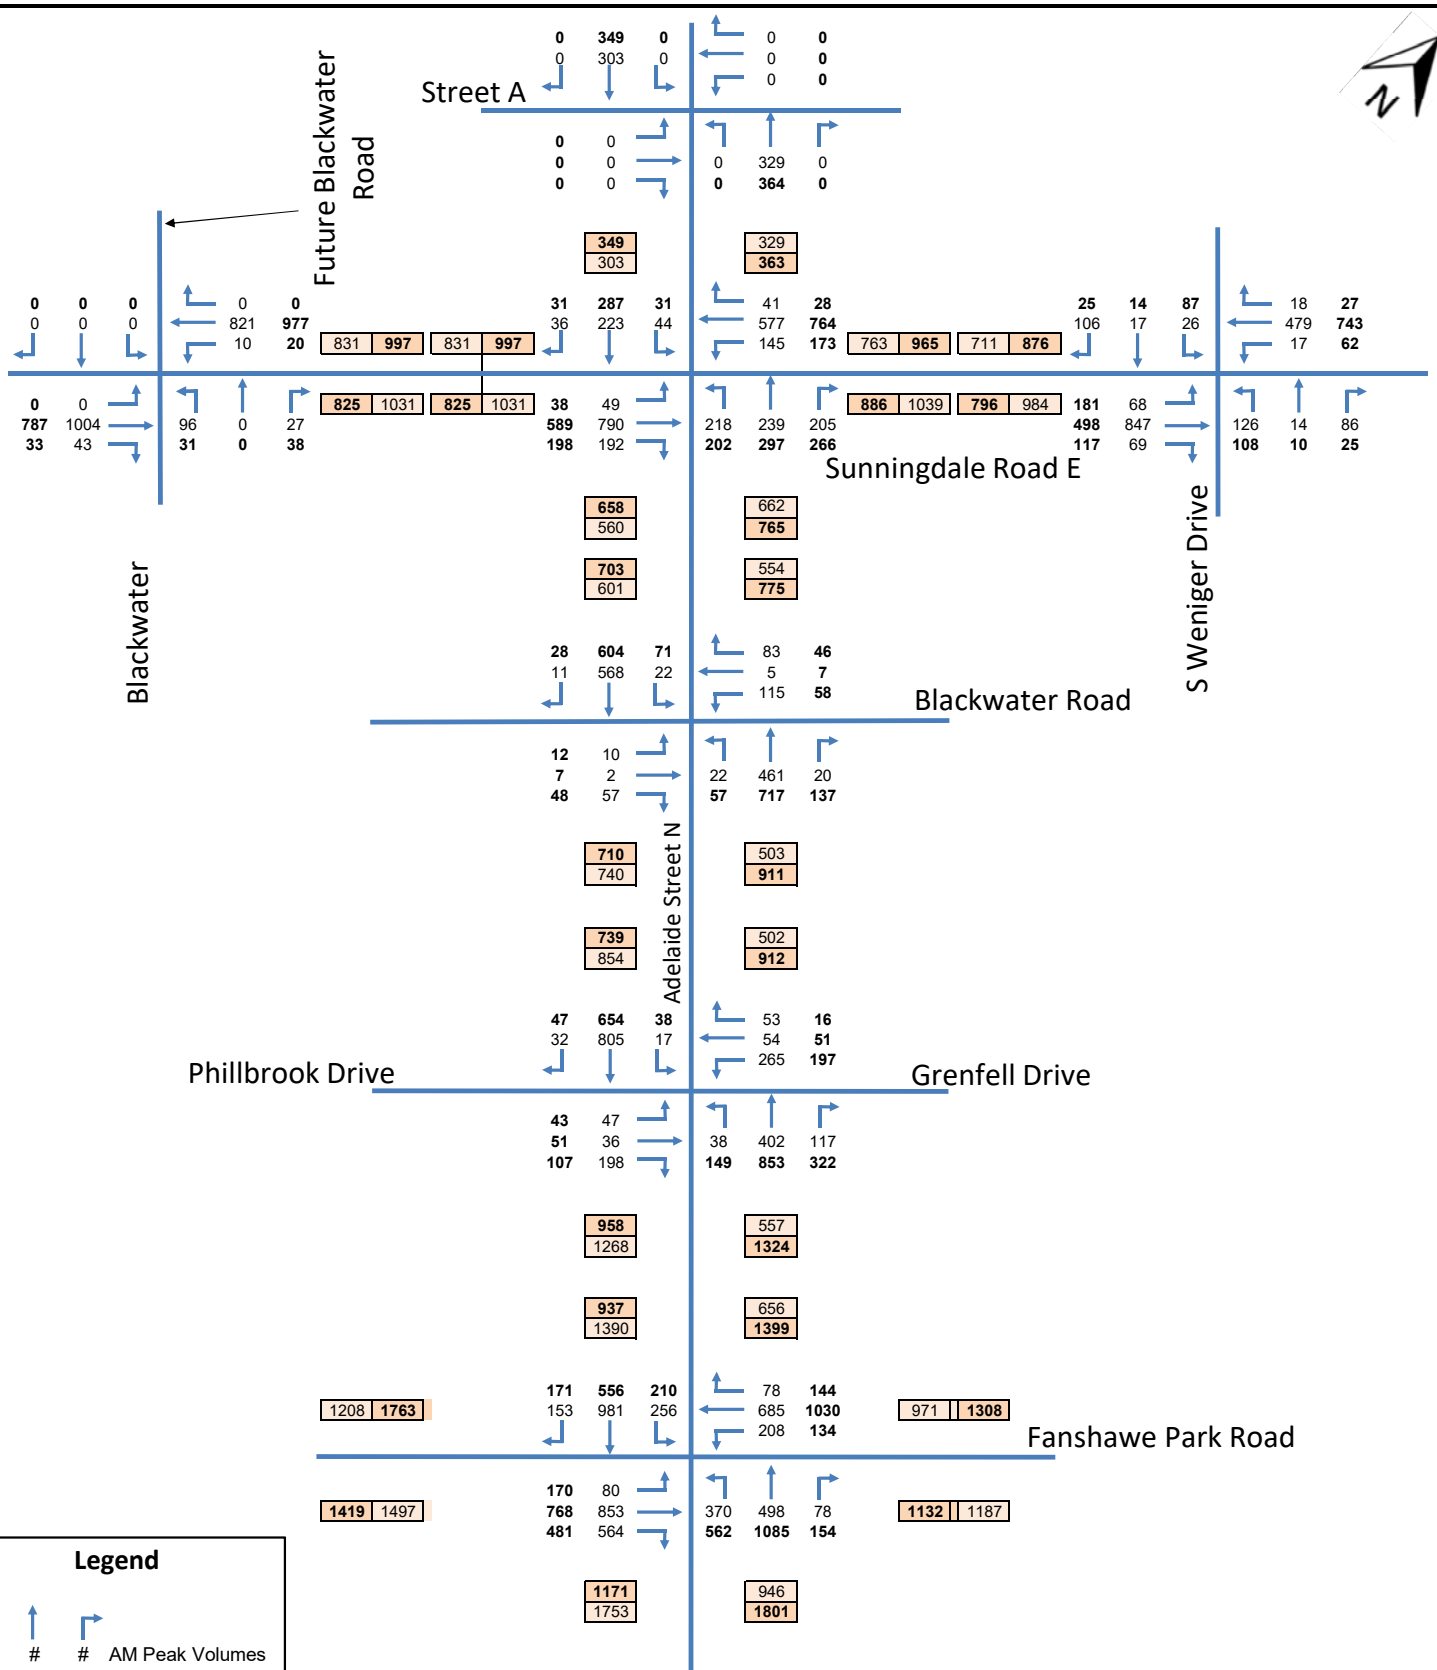 0 349 0 0 0
0 303 0 0 0
0 0
Street A
Future Blackwater
Road
N
0 0
0 0 0 329 0
0 0 0 364 0
349 329
303 363
0 0 0 0 0 31 287 31 41 28 25 14 87 18 27
0 0 0 821 977 36 223 44 577 764 106 17 26 479 743
10 20 831 997 831 997 145 173 763 965 711 876 17 62
0 0 825 1031 825 1031 38 49 886 1039 796 984 181 68
787 1004 96 0 27 589 790 218 239 205 498 847 126 14 86
33 43 31 0 38 198 192 202 297 266 117 69 108 10 25
Sunningdale Road E
658 662
560 765
703 554
601 775
Blackwater
S Weniger Drive
28 604 71 83 46
11 568 22 5 7
115 58
Blackwater Road
12 10
7 2 22 461 20
48 57 57 717 137
Adelaide Street N
710 503
740 911
739 502
854 912
47 654 38 53 16
32 805 17 54 51
265 197
Phillbrook Drive
Grenfell Drive
43 47
51 36 38 402 117
107 198 149 853 322
958 557
1268 1324
937 656
1390 1399
171 556 210 78 144
1208 1763 153 981 256 685 1030 971 1308
208 134
Fanshawe Park Road
170 80
1419 1497 768 853 370 498 78 1132 1187
481 564 562 1085 154
Legend
1171 946
1753 1801
# # AM Peak Volumes